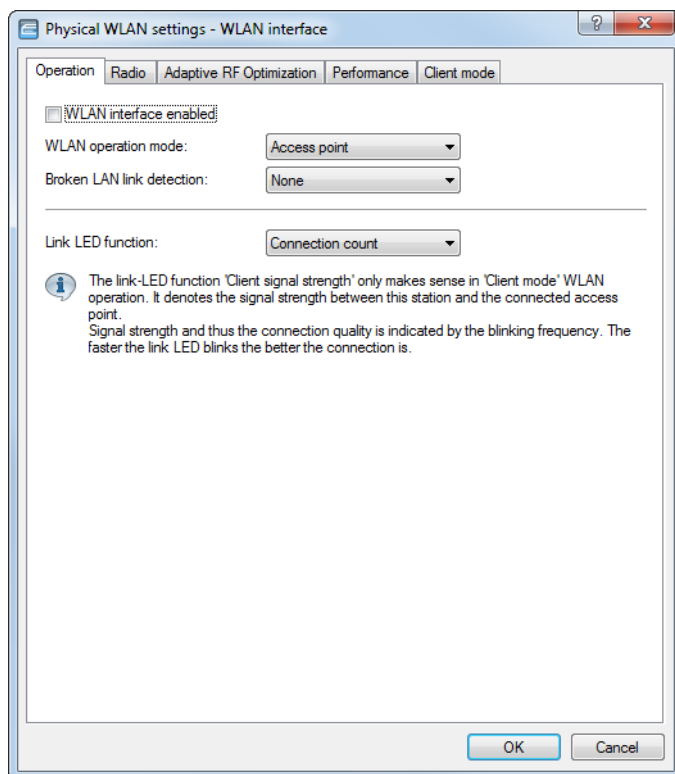 Physical WLAN settings - WLAN interface
Operation Radio Adaptive RF Optimization Performance Client mode
WLAN interface enabled
WLAN operation mode: Access point
Broken LAN link detection: None
Link LED function: Connection count
The link-LED function 'Client signal strength' only makes sense in 'Client mode' WLAN
operation. It denotes the signal strength between this station and the connected access
point.
Signal strength and thus the connection quality is indicated by the blinking frequency. The
faster the link LED blinks the better the connection is.
OK Cancel